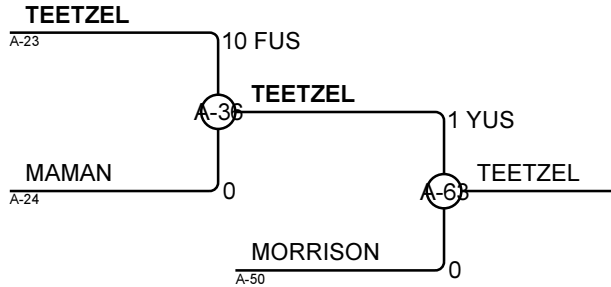 TEETZEL
A-23
10 FUS
A-36
TEETZEL
1 YUS
MAMAN
A-24
0
A-63
TEETZEL
MORRISON
A-50
0